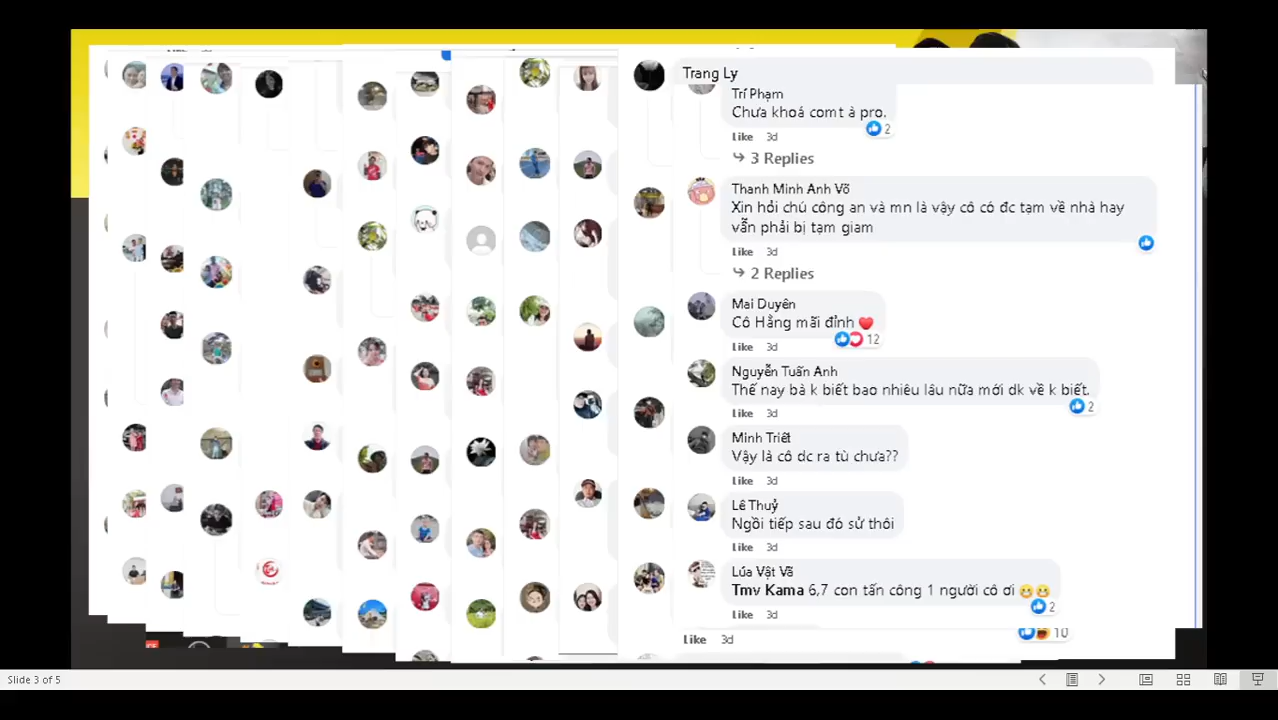 Trang Ly
Trí Phạm
Chưa khoá comt à pro.
2
Like 3d
3 Replies
Thanh Minh Anh Võ
Xin hỏi chú công an và mn là vậy cô có đc tạm về nhà hay
vẫn phải bị tạm giam
Like 3d
2 Replies
Mai Duyên
Cô Hằng mãi đỉnh
12
Like 3d
Nguyễn Tuấn Anh
Thế nay bà k biết bao nhiêu lâu nữa mới dk về k biết.
2
Like 3d
Minh Triết
Vậy là cô dc ra tù chưa??
Like 3d
Lê Thuỷ
Ngồi tiếp sau đó sử thôi
Like 3d
Lúa Vật Vã
Tmv Kama 6,7 con tấn công 1 người cô ơi
2
Like 3d
10
Like 3d
Slide 3 of 5